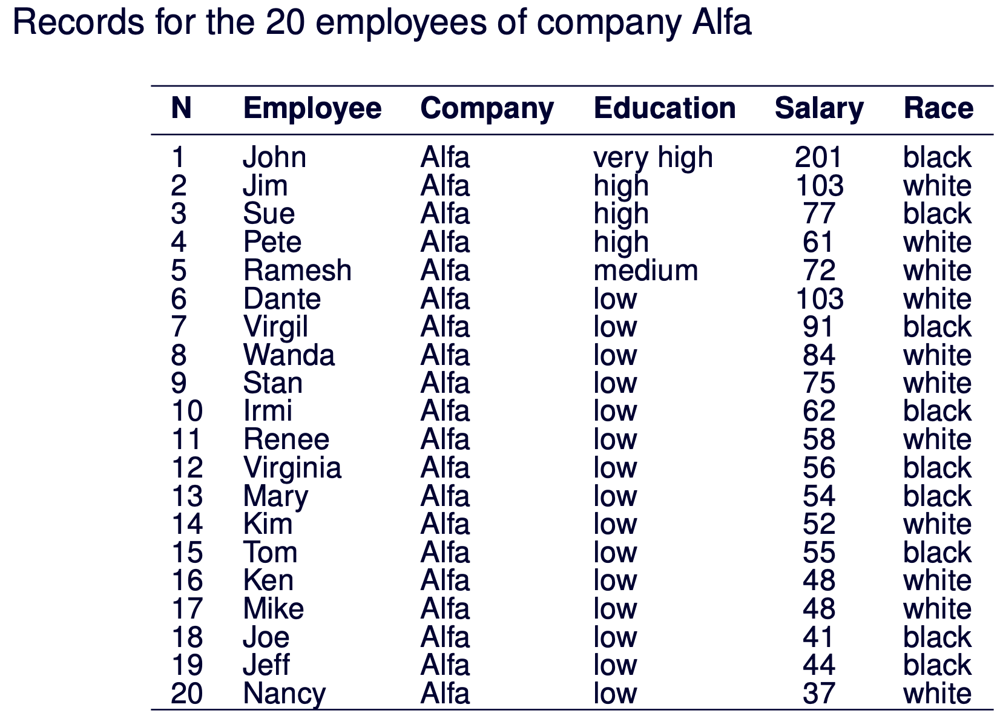 Records for the 20 employees of company Alfa
N Employee Company Education Salary Race
1 John Alfa very high 201 black
2 Jim Alfa high 103 white
3 Sue Alfa high 77 black
4 Pete Alfa high 61 white
5 Ramesh Alfa medium 72 white
6 Dante Alfa low 103 white
7 Virgil Alfa low 91 black
8 Wanda Alfa low 84 white
9 Stan Alfa low 75 white
10 Irmi Alfa low 62 black
11 Renee Alfa low 58 white
12 Virginia Alfa low 56 black
13 Mary Alfa low 54 black
14 Kim Alfa low 52 white
15 Tom Alfa low 55 black
16 Ken Alfa low 48 white
17 Mike Alfa low 48 white
18 Joe Alfa low 41 black
19 Jeff Alfa low 44 black
20 Nancy Alfa low 37 white